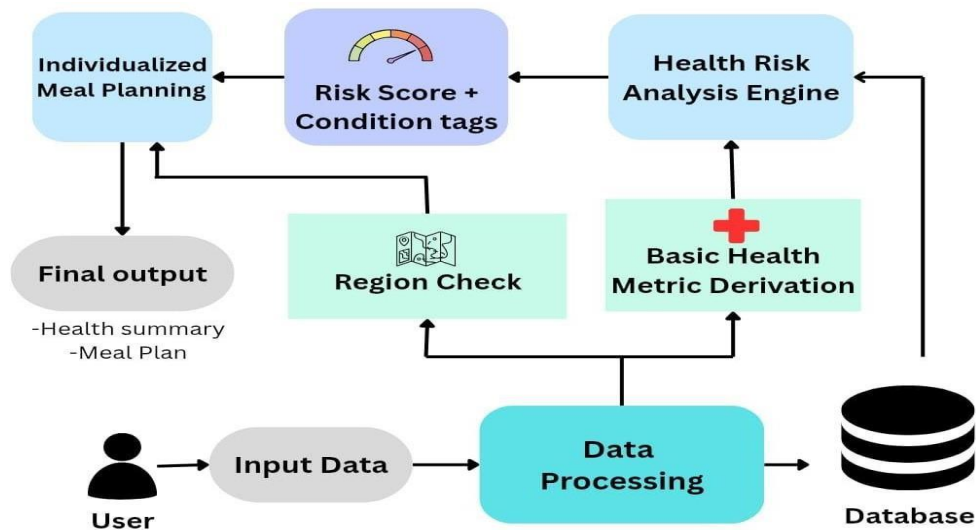 Individualized
Meal Planning
Risk Score +
Condition tags
Health Risk
Analysis Engine
Final output
-Health summary
-Meal Plan
Region Check
Basic Health
Metric Derivation
User
Input Data
Data
Processing
Database